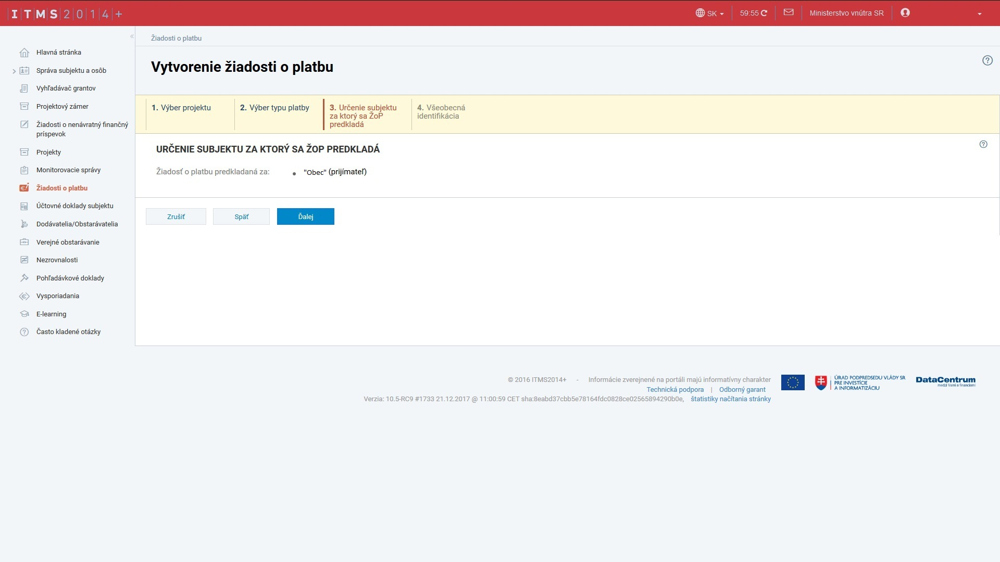 ITMS2014+
SK
59:55
Ministerstvo vnútra SR
Hlavná stránka
Správa subjektu a osôb
Vyhľadávač grantov
Projektový zámer
Žiadosti o nenávratný finančný
príspevok
Projekty
Monitorovacie správy
Žiadosti o platbu
Účtovné doklady subjektu
Dodávatelia/Obstarávatelia
Verejné obstarávanie
Nezrovnalosti
Pohľadávkové doklady
Vysporiadania
E-learning
Často kladené otázky
Žiadosti o platbu
Vytvorenie žiadosti o platbu
1. Výber projektu
2. Výber typu platby
3. Určenie subjektu
za ktorý sa ŽoP
predkladá
4. Všeobecná
identifikácia
URČENIE SUBJEKTU ZA KTORÝ SA ŽOP PREDKLADÁ
Žiadosť o platbu predkladaná za:
"Obec" (prijímateľ)
Zrušiť
Späť
Ďalej
© 2016 ITMS2014+ - Informácie zverejnené na portáli majú informatívny charakter
Technická podpora | Odborný garant
Verzia: 10.5-RC9 #1733 21.12.2017 @ 11:00:59 CET sha:8eabd37cbb5e78164fdc0828ce02565894290b0e, štatistiky načítania stránky
ÚRAD PODPREDSEDU VLÁDY SR
PRE INVESTÍCIE
A INFORMATIZÁCIU
DataCentrum
medzi Vami a financiami